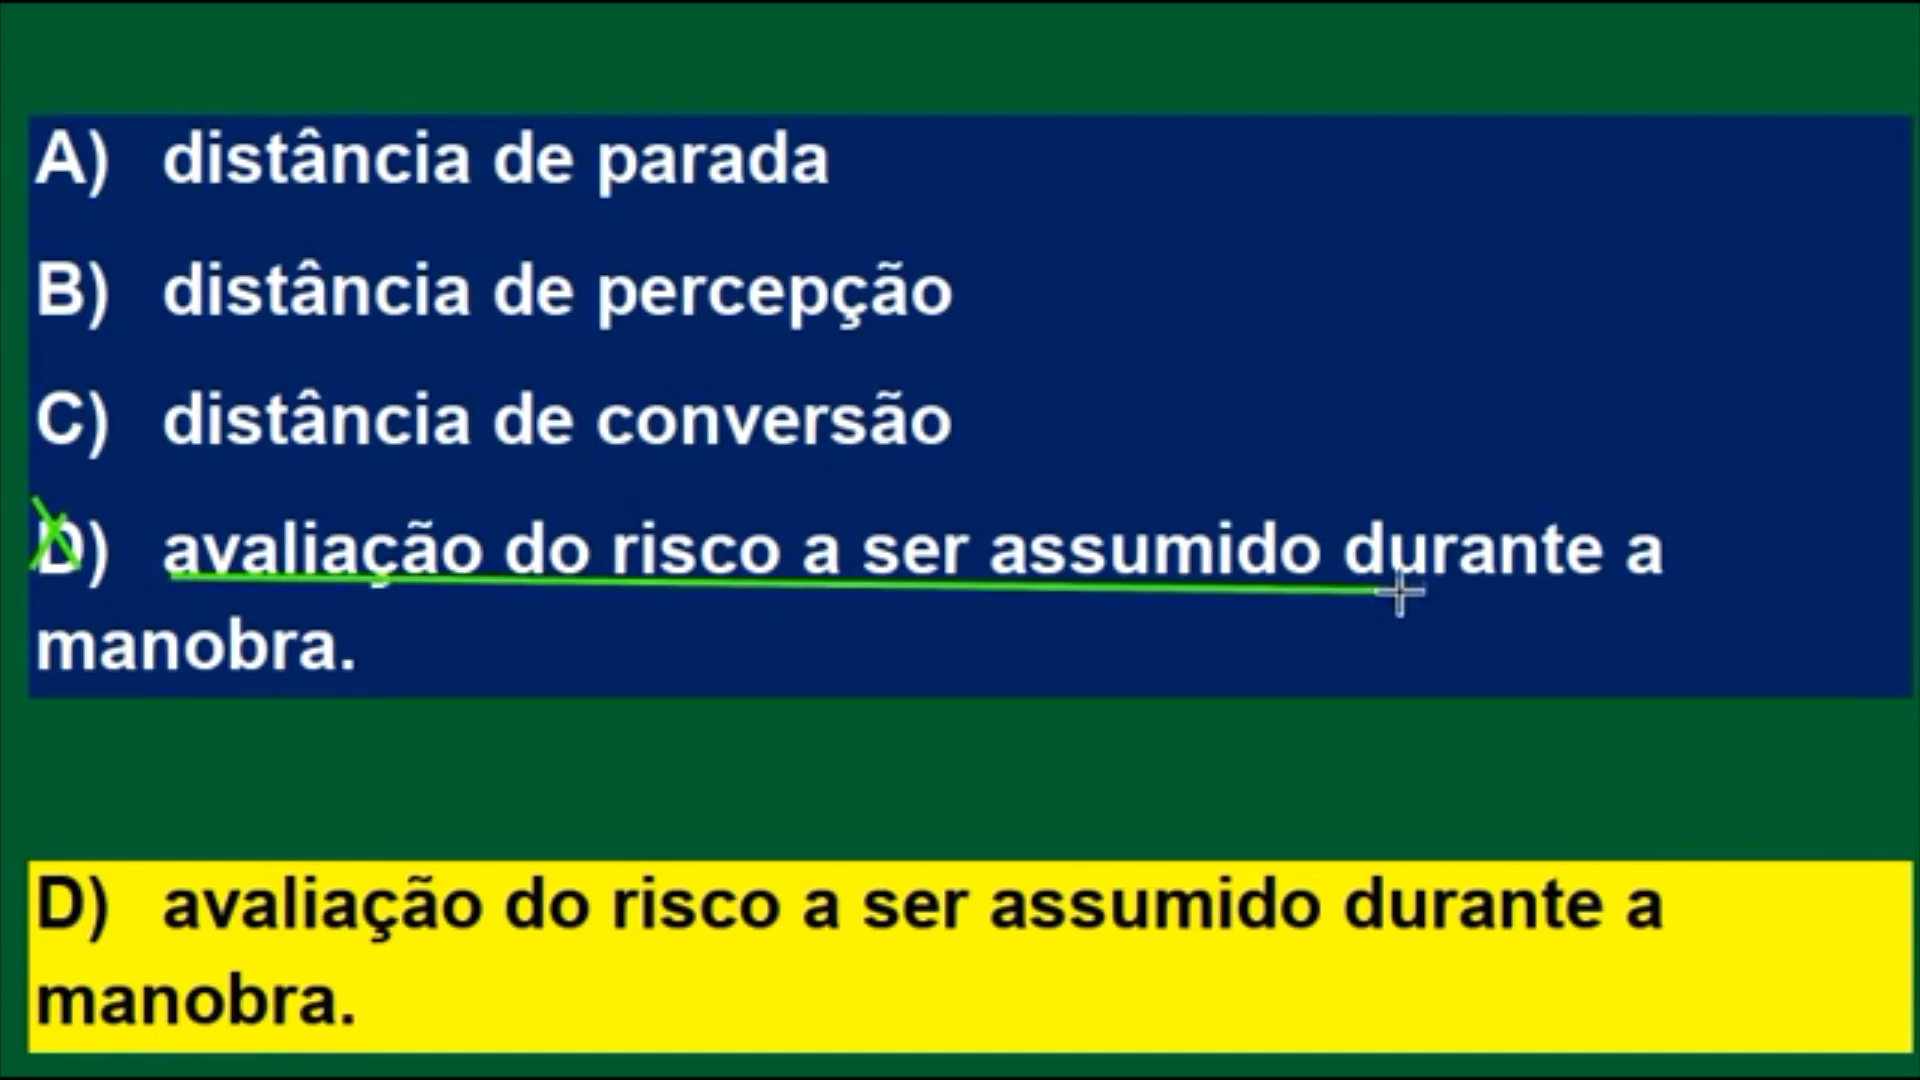 A) distância de parada
B) distância de percepção
C) distância de conversão
D) avaliação do risco a ser assumido durante a
manobra.
D) avaliação do risco a ser assumido durante a
manobra.